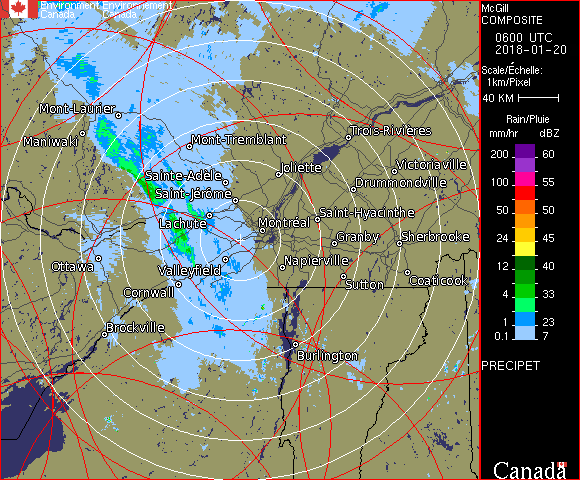 Environment Environnement
Canada Canada
McGill
COMPOSITE
0600 UTC
2018-01-20
Scale/Échelle:
1km/Pixel
40 KM
Rain/Pluie
mm/hr dBZ
200 60
55
100 55
50 50
24 45
12 40
4 33
1 23
0.1 7
PRECIPET
Canada
Mont-Laurier
Maniwaki
Mont-Tremblant
Trois-Rivières
Sainte-Adèle
Joliette
Victoriaville
Saint-Jérôme
Drummondville
Lachute
Montréal
Saint-Hyacinthe
Granby
Sherbrooke
Ottawa
Valleyfield
Napierville
Cornwall
Sutton
Coaticook
Brockville
Burlington